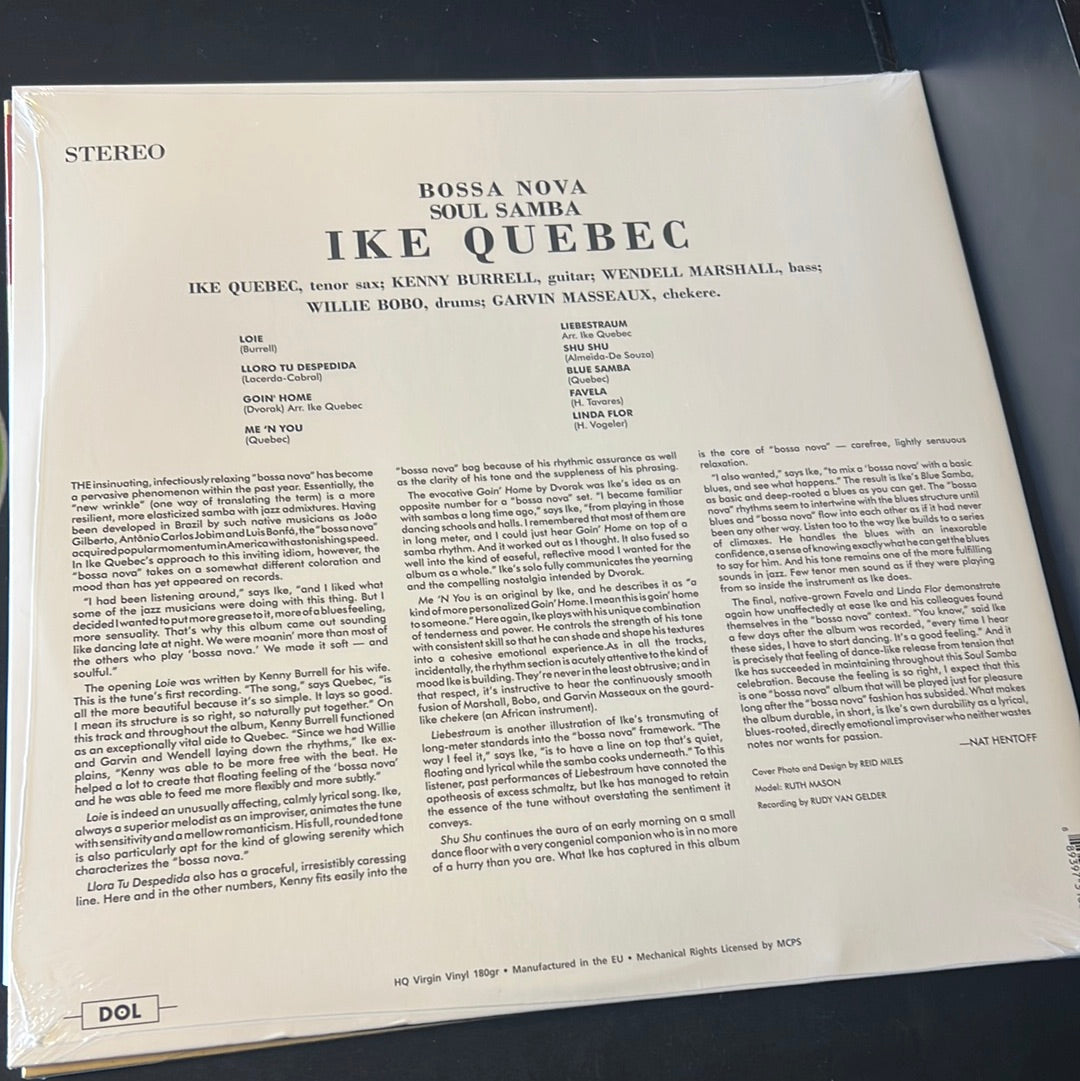 STEREO
BOSSA NOVA
SOUL SAMBA
IKE QUEBEC
IKE QUEBEC, tenor sax; KENNY BURRELL, guitar; WENDELL MARSHALL, bass;
WILLIE BOBO, drums; GARVIN MASSEAUX, chekere.
LOIE
(Burrell)
LLORO TU DESPEDIDA
(Lacerda-Cabral)
GOIN' HOME
(Dvorak) Arr. Ike Quebec
ME 'N YOU
(Quebec)
LIEBESTRAUM
Arr. Ike Quebec
SHU SHU
(Almeida-De Souza)
BLUE SAMBA
(Quebec)
FAVELA
(H. Tavares)
LINDA FLOR
(H. Vogeler)
THE insinuating, infectiously relaxing "bossa nova" has become
a pervasive phenomenon within the past year. Essentially, the
"new wrinkle" (one way of translating the term) is a more
resilient, more elasticized samba with jazz admixtures. Having
been developed in Brazil by such native musicians as João
Gilberto, Antônio Carlos Jobim and Luis Bonfá, the "bossa nova"
acquired popular momentum in America with astonishing speed.
In Ike Quebec's approach to this inviting idiom, however, the
"bossa nova" takes on a somewhat different coloration and
mood than has yet appeared on records.
"I had been listening around," says Ike, "and I liked what
some of the jazz musicians were doing with this thing. But I
decided I wanted to put more grease to it, more of a blues feeling,
more sensuality. That's why this album came out sounding
like dancing late at night. We were moanin' more than most of
the others who play 'bossa nova.' We made it soft — and
soulful."
The opening Loie was written by Kenny Burrell for his wife.
This is the tune's first recording. "The song," says Quebec, "is
all the more beautiful because it's so simple. It lays so good.
I mean its structure is so right, so naturally put together." On
this track and throughout the album, Kenny Burrell functioned
as an exceptionally vital aide to Quebec. "Since we had Willie
and Garvin and Wendell laying down the rhythms," Ike ex-
plains, "Kenny was able to be more free with the beat. He
helped a lot to create that floating feeling of the 'bossa nova'
and he was able to feed me more flexibly and more subtly."
Loie is indeed an unusually affecting, calmly lyrical song. Ike,
always a superior melodist as an improviser, animates the tune
with sensitivity and a mellow romanticism. His full, rounded tone
is also particularly apt for the kind of glowing serenity which
characterizes the "bossa nova."
Llora Tu Despedida also has a graceful, irresistibly caressing
line. Here and in the other numbers, Kenny fits easily into the
"bossa nova" bag because of his rhythmic assurance as well
as the clarity of his tone and the suppleness of his phrasing.
The evocative Goin' Home by Dvorak was Ike's idea as an
opposite number for a "bossa nova" set. "I became familiar
with sambas a long time ago," says Ike, "from playing in those
dancing schools and halls. I remembered that most of them are
in long meter, and I could just hear Goin' Home on top of a
samba rhythm. And it worked out as I thought. It also fused so
well into the kind of easeful, reflective mood I wanted for the
album as a whole." Ike's solo fully communicates the yearning
and the compelling nostalgia intended by Dvorak.
Me 'N You is an original by Ike, and he describes it as "a
kind of more personalized Goin' Home. I mean this is goin' home
to someone." Here again, Ike plays with his unique combination
of tenderness and power. He controls the strength of his tone
with consistent skill so that he can shade and shape his textures
into a cohesive emotional experience.As in all the tracks,
incidentally, the rhythm section is acutely attentive to the kind of
mood Ike is building. They're never in the least obtrusive; and in
that respect, it's instructive to hear the continuously smooth
fusion of Marshall, Bobo, and Garvin Masseaux on the gourd-
like chekere (an African instrument).
Liebestraum is another illustration of Ike's transmuting of
long-meter standards into the "bossa nova" framework. "The
way I feel it," says Ike, "is to have a line on top that's quiet,
floating and lyrical while the samba cooks underneath." To this
listener, past performances of Liebestraum have connoted the
apotheosis of excess schmaltz, but Ike has managed to retain
the essence of the tune without overstating the sentiment it
conveys.
Shu Shu continues the aura of an early morning on a small
dance floor with a very congenial companion who is in no more
of a hurry than you are. What Ike has captured in this album
is the core of "bossa nova" — carefree, lightly sensuous
relaxation.
"I also wanted," says Ike, "to mix a 'bossa nova' with a basic
blues, and see what happens." The result is Ike's Blue Samba,
as basic and deep-rooted a blues as you can get. The "bossa
nova" rhythms seem to intertwine with the blues structure until
blues and "bossa nova" flow into each other as if it had never
been any other way. Listen too to the way Ike builds to a series
of climaxes. He handles the blues with an inexorable
confidence, a sense of knowing exactly what he can get the blues
to say for him. And his tone remains one of the more fulfilling
sounds in jazz. Few tenor men sound as if they were playing
from so inside the instrument as Ike does.
The final, native-grown Favela and Linda Flor demonstrate
again how unaffectedly at ease Ike and his colleagues found
themselves in the "bossa nova" context. "You know," said Ike
a few days after the album was recorded, "every time I hear
these sides, I have to start dancing. It's a good feeling." And it
is precisely that feeling of dance-like release from tension that
Ike has succeeded in maintaining throughout this Soul Samba
celebration. Because the feeling is so right, I expect that this
is one "bossa nova" album that will be played just for pleasure
long after the "bossa nova" fashion has subsided. What makes
the album durable, in short, is Ike's own durability as a lyrical,
blues-rooted, directly emotional improviser who neither wastes
notes nor wants for passion.
—NAT HENTOFF
Cover Photo and Design by REID MILES
Model: RUTH MASON
Recording by RUDY VAN GELDER
HQ Virgin Vinyl 180gr • Manufactured in the EU • Mechanical Rights Licensed by MCPS
DOL